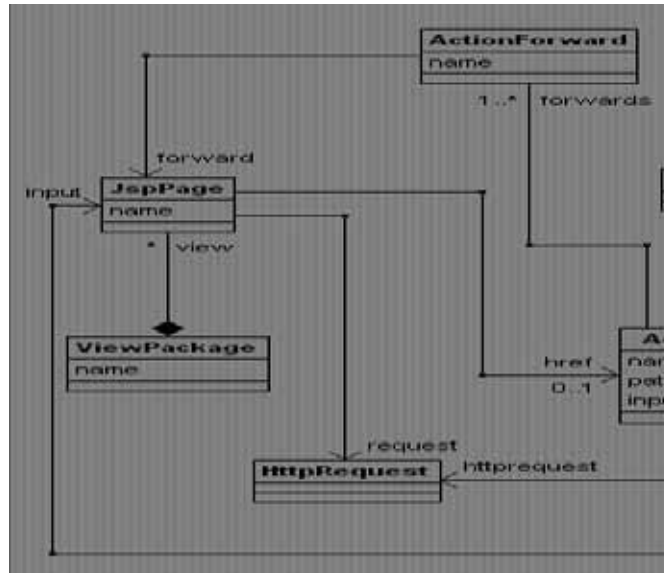 ActionForward
name
1..* forwards
forward
input
JspPage
name
* view
ViewPackage
name
href
0..1
request
HttpRequest
httprequest